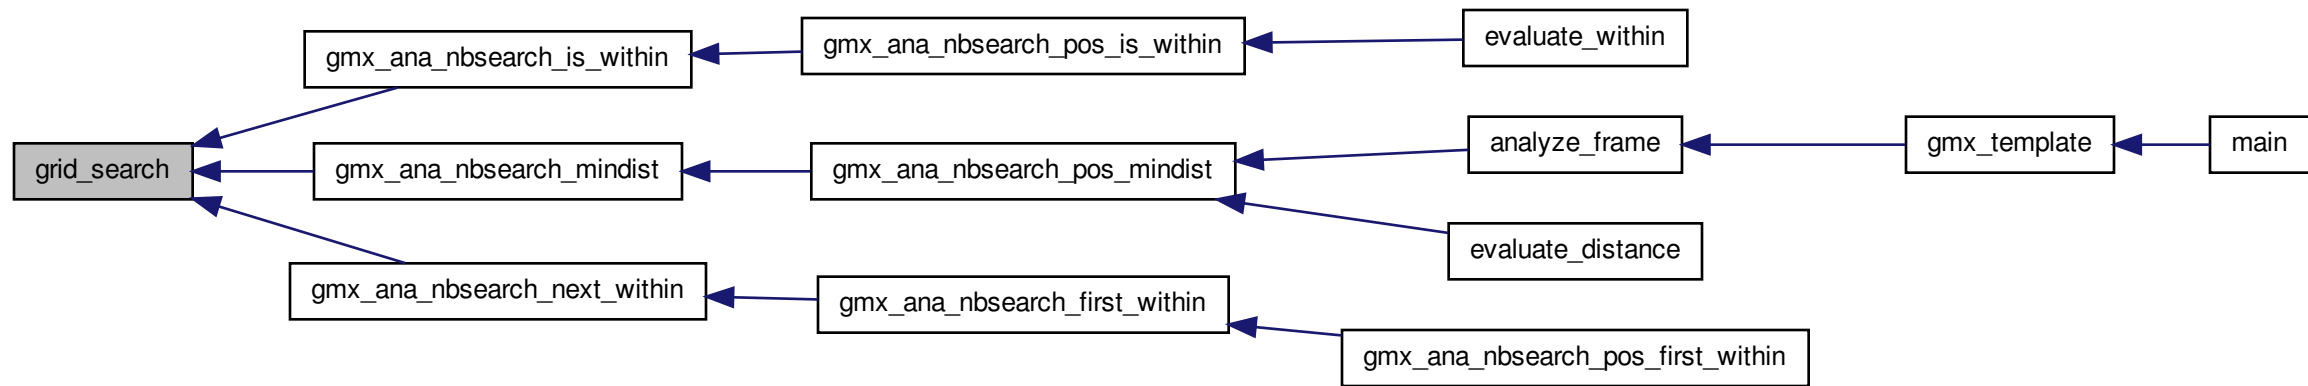 grid_search
gmx_ana_nbsearch_is_within
gmx_ana_nbsearch_pos_is_within
evaluate_within
gmx_ana_nbsearch_mindist
gmx_ana_nbsearch_pos_mindist
analyze_frame
gmx_template
main
evaluate_distance
gmx_ana_nbsearch_next_within
gmx_ana_nbsearch_first_within
gmx_ana_nbsearch_pos_first_within